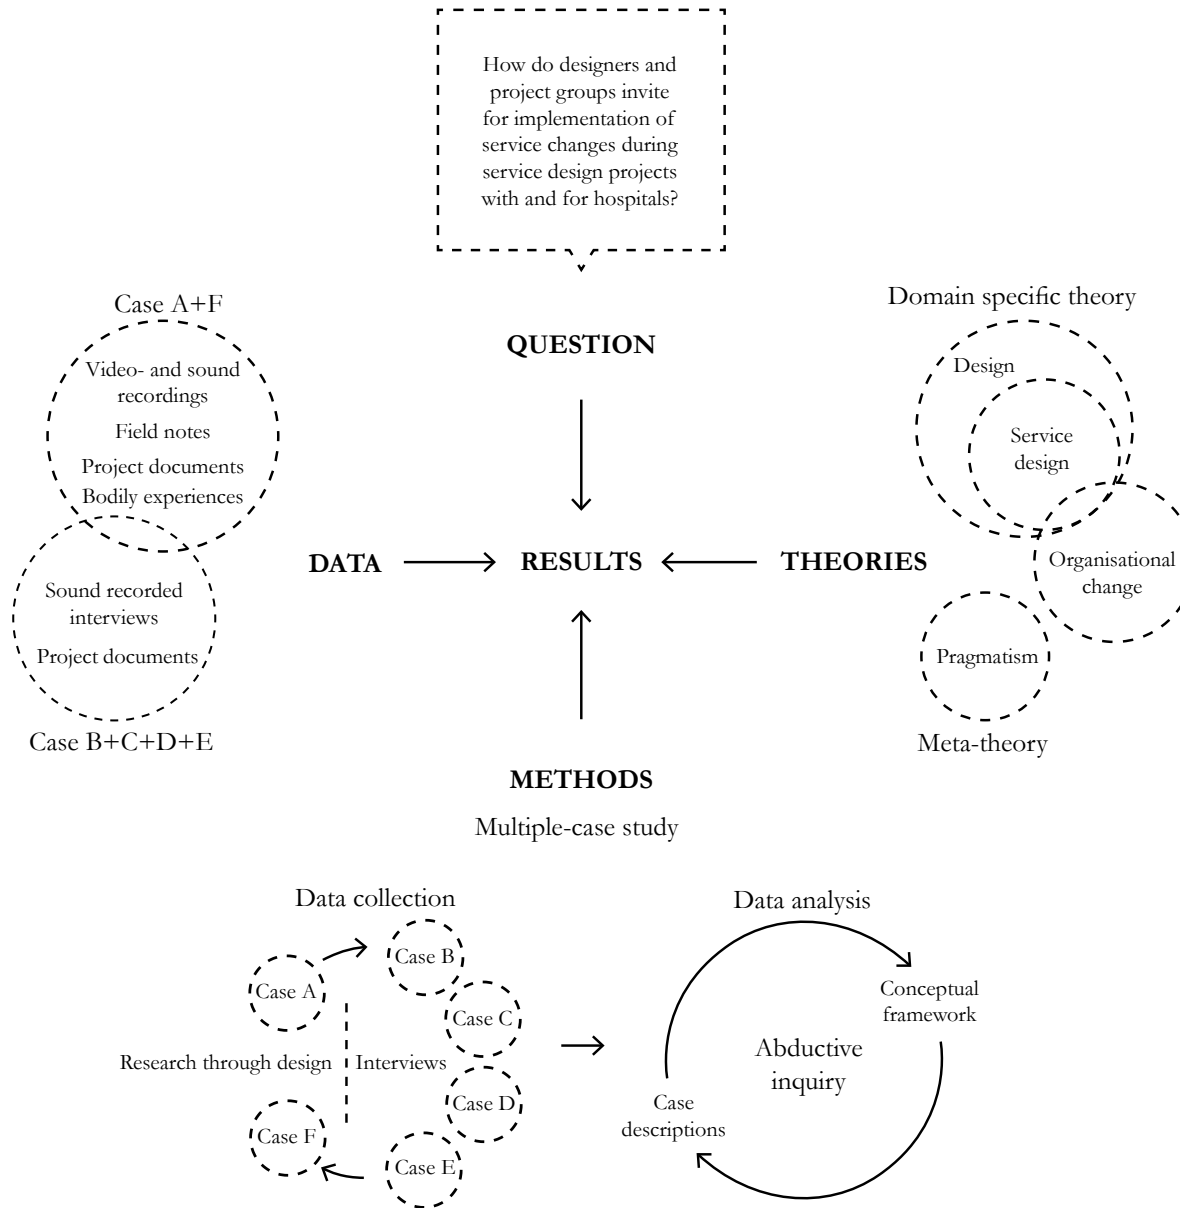 How do designers and
project groups invite
for implementation of
service changes during
service design projects
with and for hospitals?
QUESTION
Case A+F
Video- and sound
recordings
Field notes
Project documents
Bodily experiences
Sound recorded
interviews
Project documents
Case B+C+D+E
DATA
RESULTS
THEORIES
Domain specific theory
Design
Service
design
Organisational
change
Pragmatism
Meta-theory
METHODS
Multiple-case study
Data collection
Case A
Case B
Case C
Research through design
Interviews
Case D
Case E
Case F
Data analysis
Conceptual
framework
Abductive
inquiry
Case
descriptions